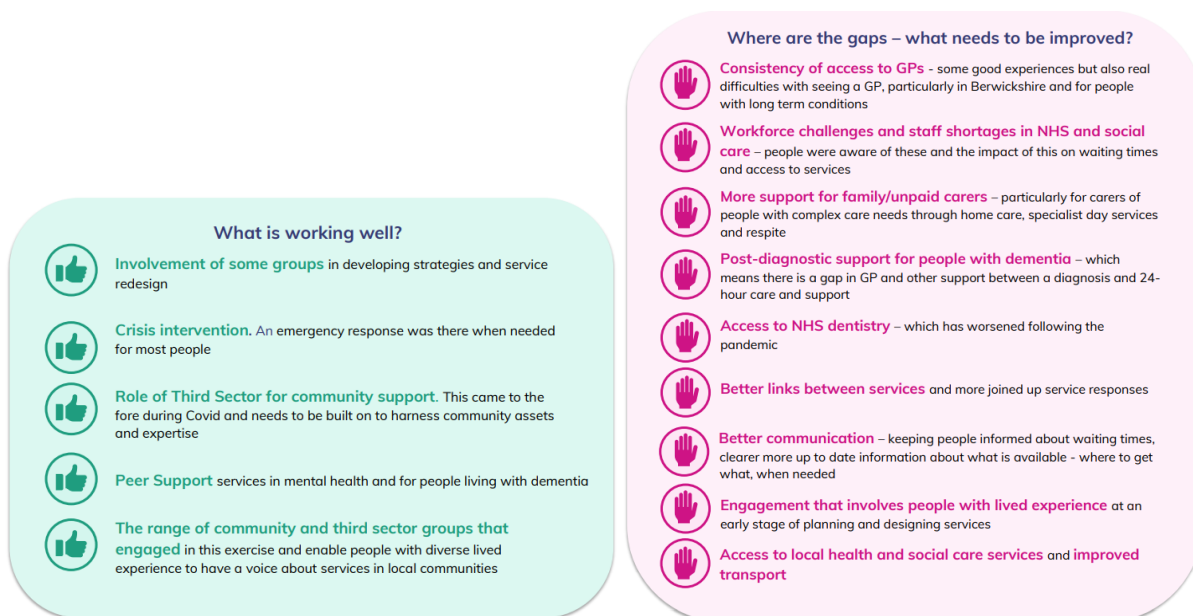 What is working well?
Involvement of some groups in developing strategies and service
redesign
Crisis intervention. An emergency response was there when needed
for most people
Role of Third Sector for community support. This came to the
fore during Covid and needs to be built on to harness community assets
and expertise
Peer Support services in mental health and for people living with dementia
The range of community and third sector groups that
engaged in this exercise and enable people with diverse lived
experience to have a voice about services in local communities
Where are the gaps – what needs to be improved?
Consistency of access to GPs - some good experiences but also real
difficulties with seeing a GP, particularly in Berwickshire and for people
with long term conditions
Workforce challenges and staff shortages in NHS and social
care – people were aware of these and the impact of this on waiting times
and access to services
More support for family/unpaid carers – particularly for carers of
people with complex care needs through home care, specialist day services
and respite
Post-diagnostic support for people with dementia – which
means there is a gap in GP and other support between a diagnosis and 24-
hour care and support
Access to NHS dentistry – which has worsened following the
pandemic
Better links between services and more joined up service responses
Better communication – keeping people informed about waiting times,
clearer more up to date information about what is available - where to get
what, when needed
Engagement that involves people with lived experience at an
early stage of planning and designing services
Access to local health and social care services and improved
transport